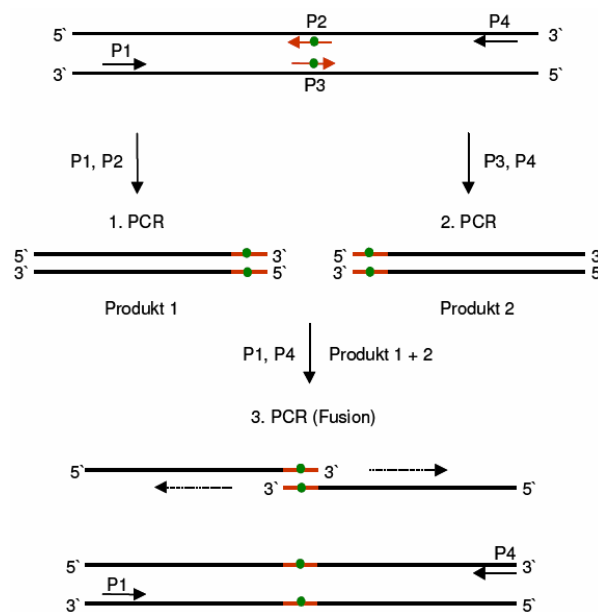 P2 P4
5` 3`
P1
3` 5`
P3
P1, P2 P3, P4
1. PCR 2. PCR
5` 3` 5` 3`
3` 5` 3` 5`
Produkt 1 Produkt 2
P1, P4 Produkt 1 + 2
3. PCR (Fusion)
5` 3`
3` 5`
P4
5` 3`
P1
3` 5`